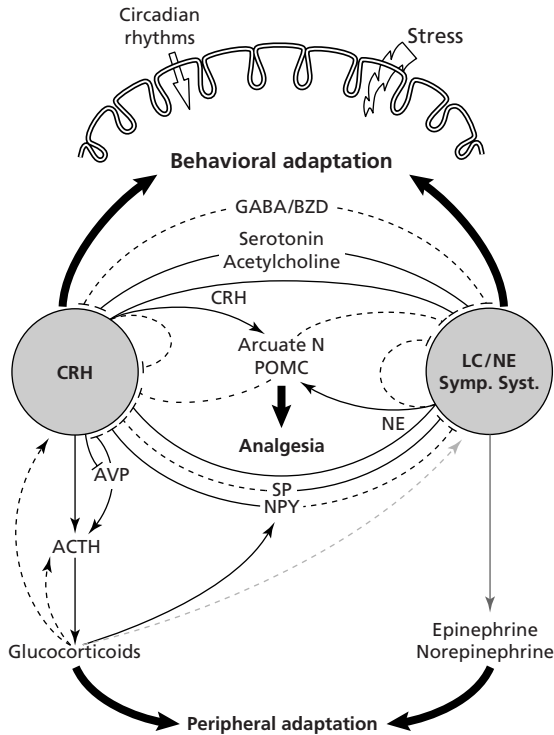 Circadian
rhythms
Stress
Behavioral adaptation
GABA/BZD
Serotonin
Acetylcholine
CRH
Arcuate N
POMC
CRH
LC/NE
Symp. Syst.
NE
Analgesia
AVP
SP
NPY
ACTH
Glucocorticoids
Epinephrine
Norepinephrine
Peripheral adaptation